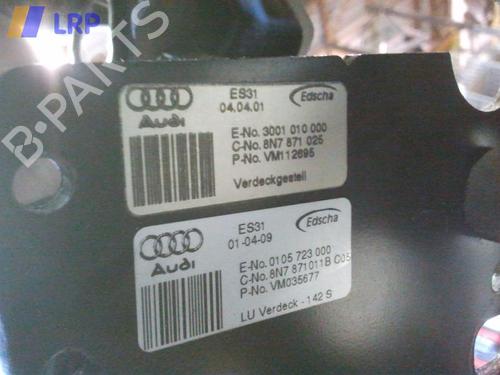 LRP
B-PARTS
ES31
04.04.01
Edscha
Audi
E-No. 3001 010 000
C-No. 8N7 871 025
P-No. VM112695
Verdeckgestell
ES31
01-04-09
Edscha
Audi
E-No. 0105 723 000
C-No. 8N7 871011B C05
P-No. VM035677
LU Verdeck - 142 S